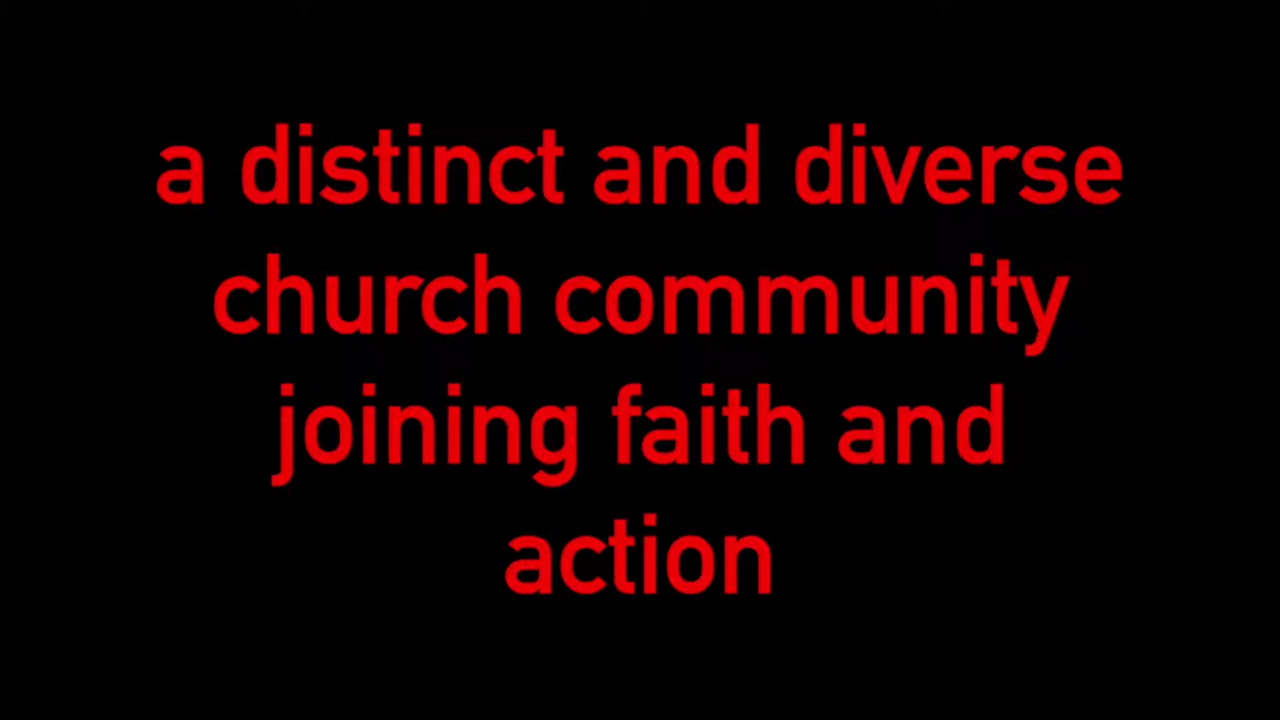 a distinct and diverse
church community
joining faith and
action